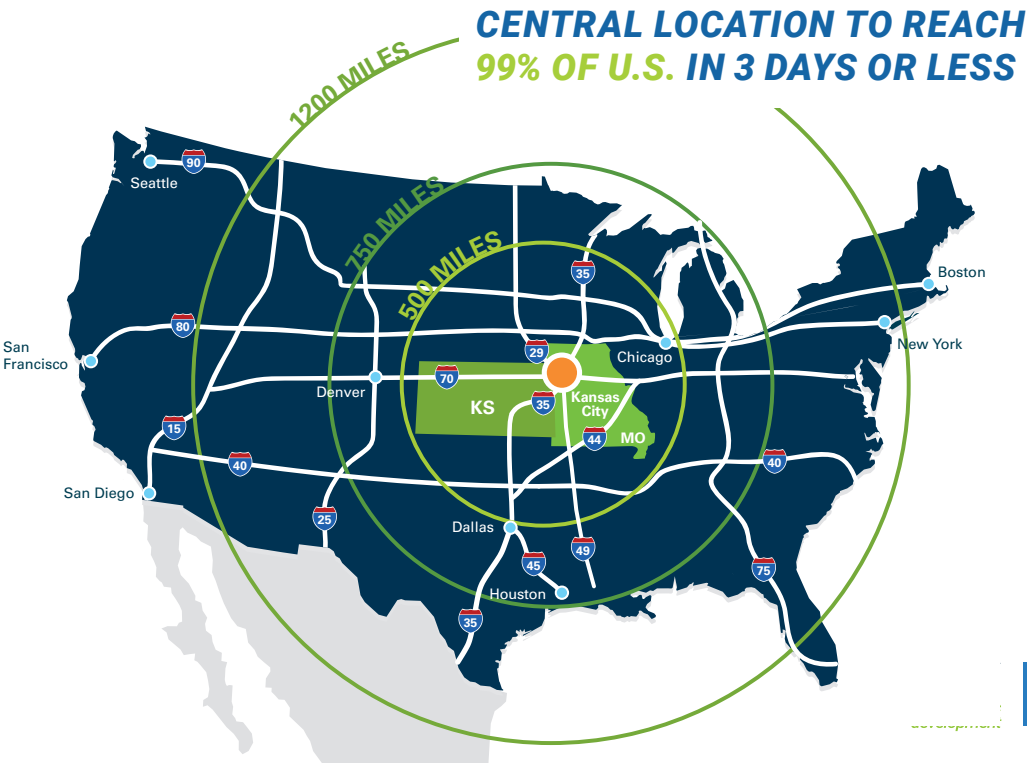 CENTRAL LOCATION TO REACH
99% OF U.S. IN 3 DAYS OR LESS
1200 MILES
750 MILES
500 MILES
90
Seattle
35
Boston
80
San
Francisco
New York
29
Chicago
Denver
70
KS
35
Kansas
City
15
44
MO
40
40
San Diego
25
Dallas
49
45
75
Houston
35
development